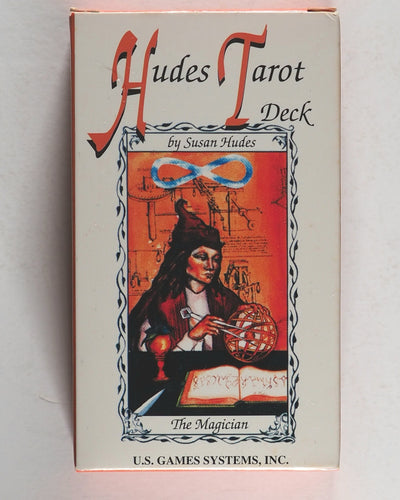 Hudes Tarot
Deck
by Susan Hudes
The Magician
U.S. GAMES SYSTEMS, INC.